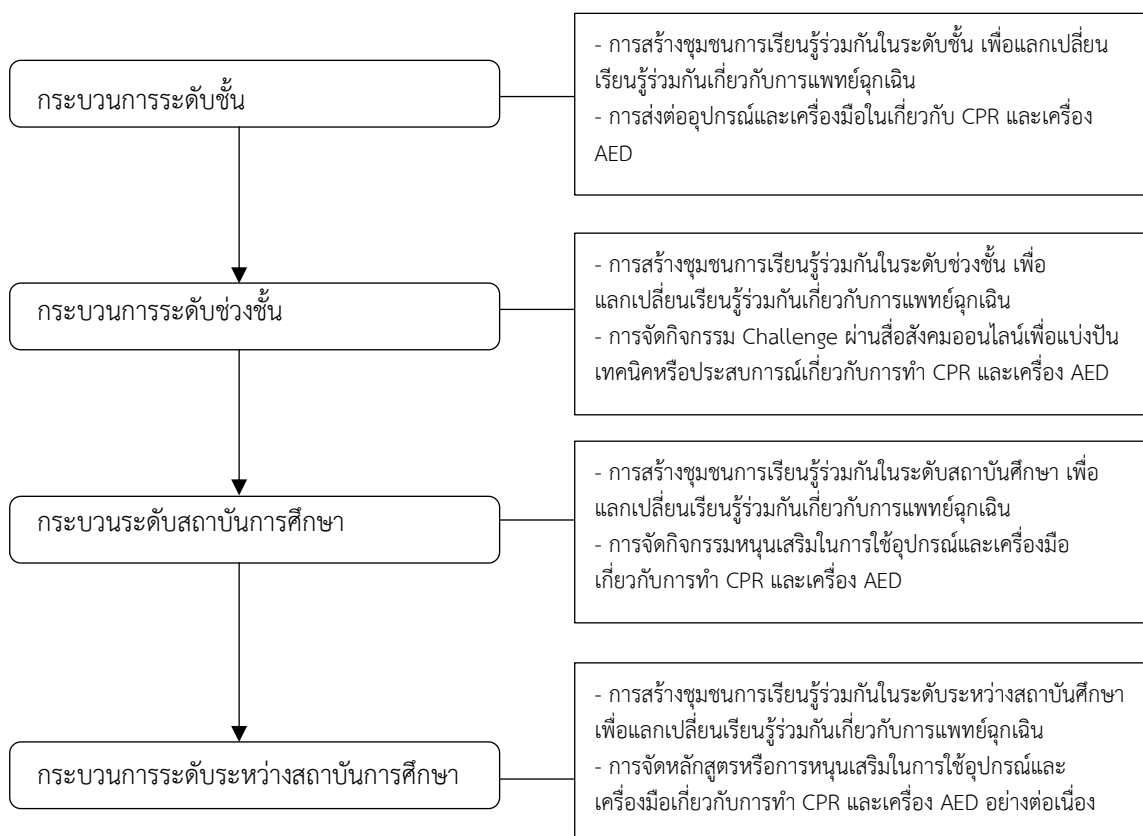 กระบวนการระดับชั้น
- การสร้างชุมชนการเรียนรู้ร่วมกันในระดับชั้น เพื่อแลกเปลี่ยน
เรียนรู้ร่วมกันเกี่ยวกับการแพทย์ฉุกเฉิน
- การส่งต่ออุปกรณ์และเครื่องมือในเกี่ยวกับ CPR และเครื่อง
AED
กระบวนการระดับช่วงชั้น
- การสร้างชุมชนการเรียนรู้ร่วมกันในระดับช่วงชั้น เพื่อ
แลกเปลี่ยนเรียนรู้ร่วมกันเกี่ยวกับการแพทย์ฉุกเฉิน
- การจัดกิจกรรม Challenge ผ่านสื่อสังคมออนไลน์เพื่อแบ่งปัน
เทคนิคหรือประสบการณ์เกี่ยวกับการทำ CPR และเครื่อง AED
กระบวนระดับสถาบันการศึกษา
- การสร้างชุมชนการเรียนรู้ร่วมกันในระดับสถาบันศึกษา เพื่อ
แลกเปลี่ยนเรียนรู้ร่วมกันเกี่ยวกับการแพทย์ฉุกเฉิน
- การจัดกิจกรรมหนุนเสริมในการใช้อุปกรณ์และเครื่องมือ
เกี่ยวกับการทำ CPR และเครื่อง AED
กระบวนการระดับระหว่างสถาบันการศึกษา
- การสร้างชุมชนการเรียนรู้ร่วมกันในระดับระหว่างสถาบันศึกษา
เพื่อแลกเปลี่ยนเรียนรู้ร่วมกันเกี่ยวกับการแพทย์ฉุกเฉิน
- การจัดหลักสูตรหรือการหนุนเสริมในการใช้อุปกรณ์และ
เครื่องมือเกี่ยวกับการทำ CPR และเครื่อง AED อย่างต่อเนื่อง